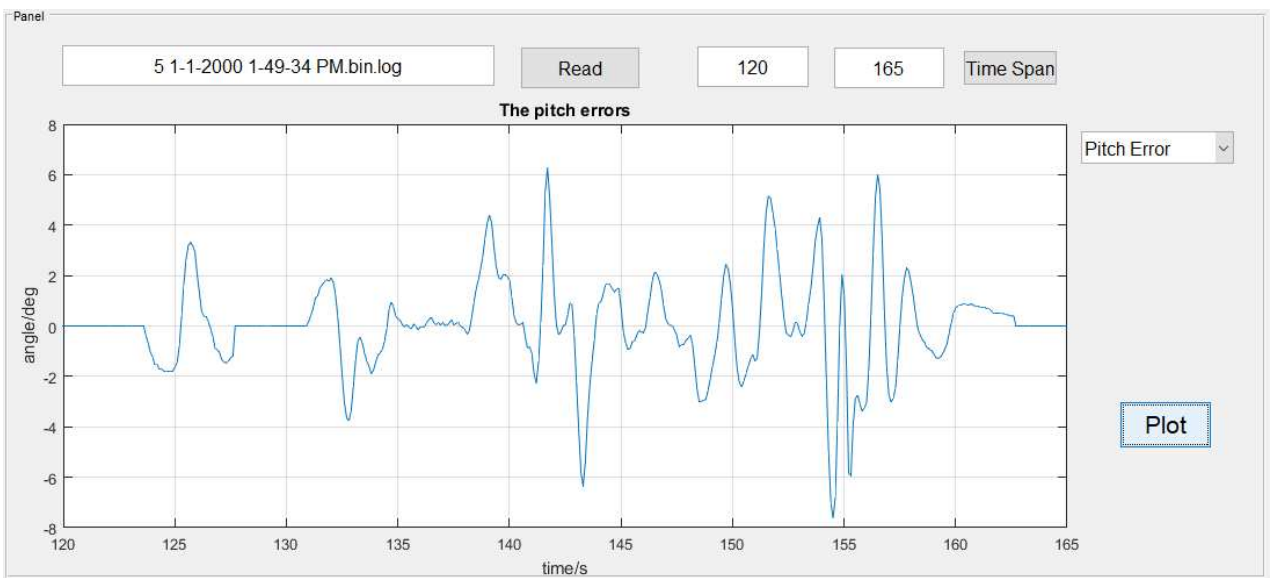 Panel
5 1-1-2000 1-49-34 PM.bin.log
Read
120
165
Time Span
The pitch errors
Pitch Error
8
6
4
2
0
-2
-4
-6
-8
angle/deg
120
125
130
135
140
145
150
155
160
165
time/s
Plot